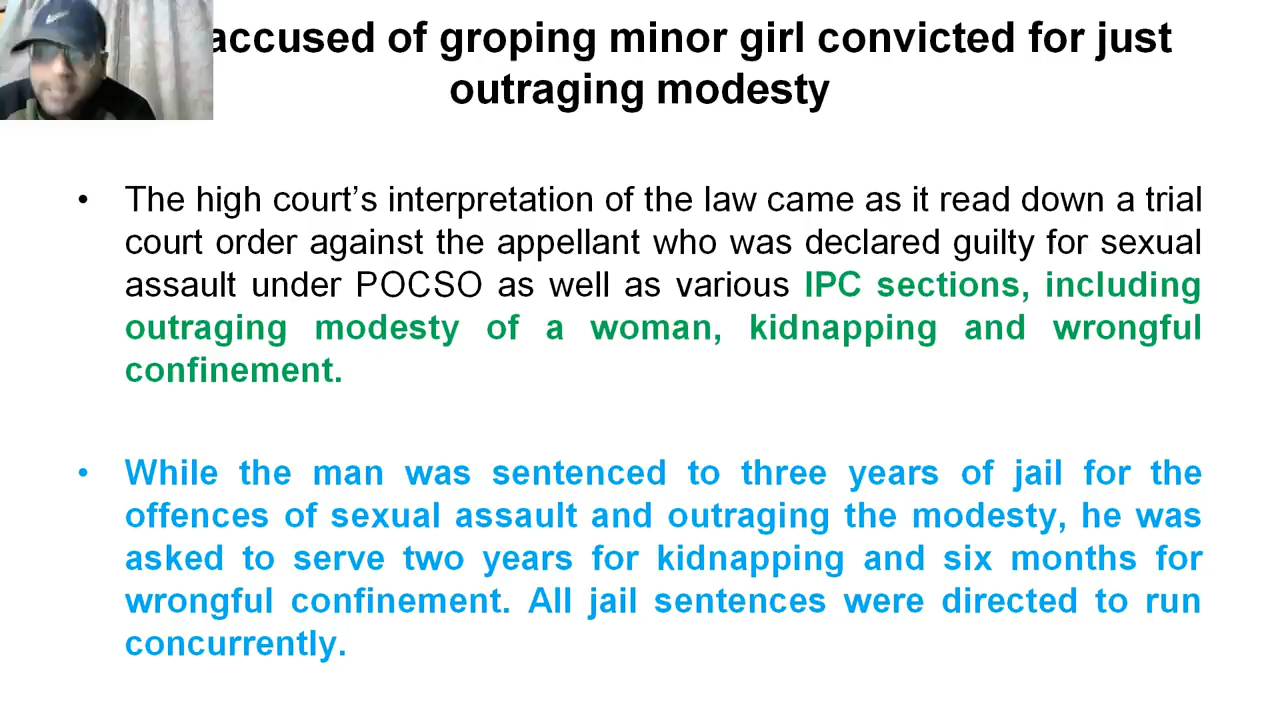 accused of groping minor girl convicted for just
outraging modesty
• The high court’s interpretation of the law came as it read down a trial
court order against the appellant who was declared guilty for sexual
assault under POCSO as well as various IPC sections, including
outraging modesty of a woman, kidnapping and wrongful
confinement.
• While the man was sentenced to three years of jail for the
offences of sexual assault and outraging the modesty, he was
asked to serve two years for kidnapping and six months for
wrongful confinement. All jail sentences were directed to run
concurrently.